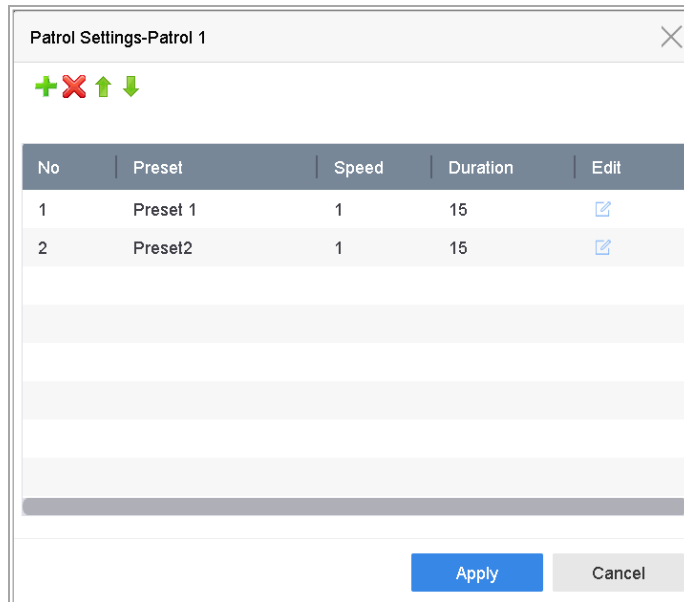 Patrol Settings-Patrol 1
No Preset Speed Duration Edit
1 Preset 1 1 15
2 Preset2 1 15
Apply Cancel